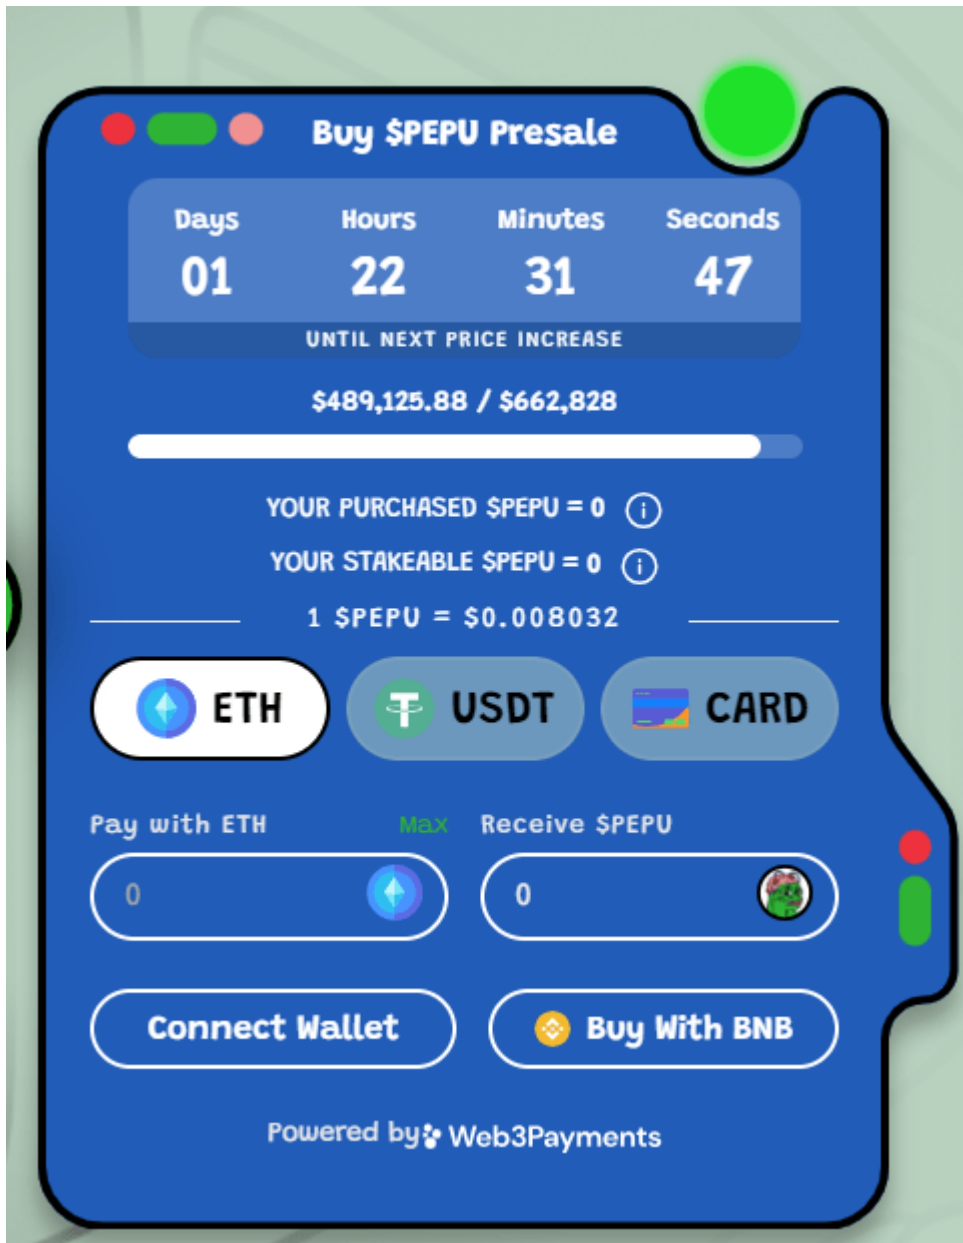 Buy $PEPU Presale
Days Hours Minutes Seconds
01 22 31 47
UNTIL NEXT PRICE INCREASE
$489,125.88 / $662,828
YOUR PURCHASED $PEPU = 0
YOUR STAKEABLE $PEPU = 0
1 $PEPU = $0.008032
ETH USDT CARD
Pay with ETH Max Receive $PEPU
0 0
Connect Wallet Buy With BNB
Powered by Web3Payments